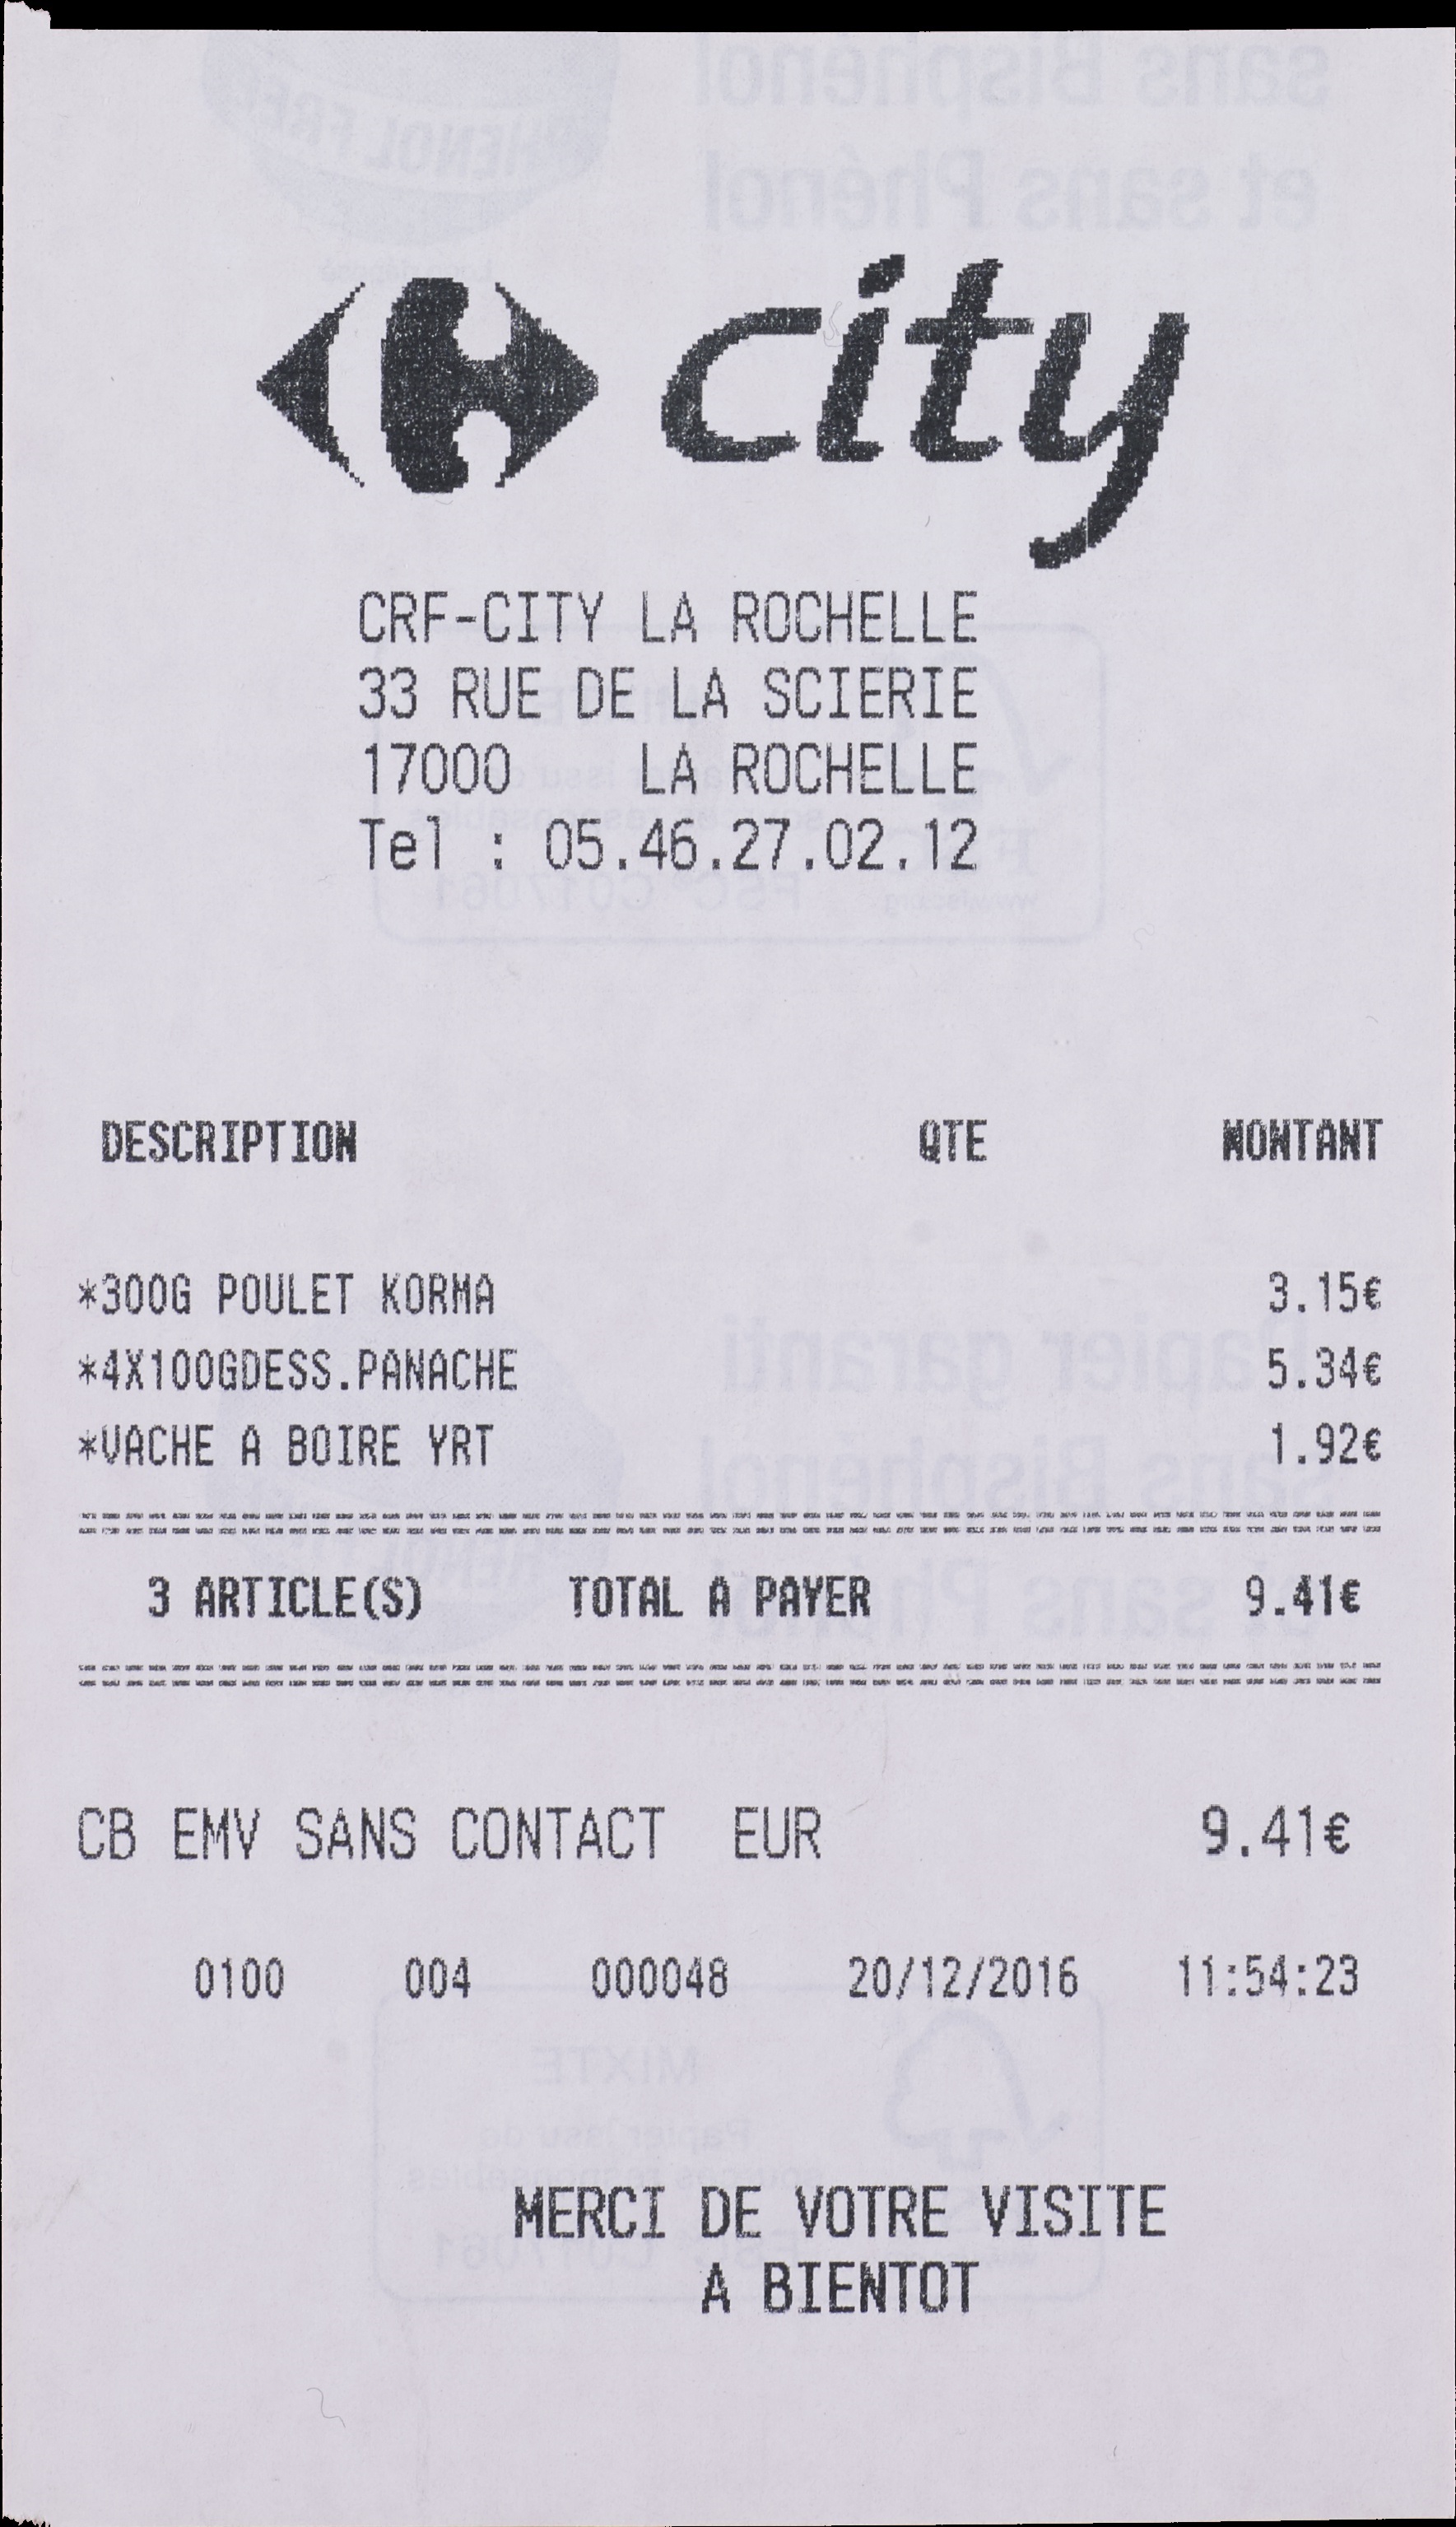 city
CRF-CITY LA ROCHELLE
33 RUE DE LA SCIERIE
17000 LA ROCHELLE
Tel : 05.46.27.02.12
DESCRIPTION QTE MONTANT
*300G POULET KORMA 3.15€
*4X100GDESS.PANACHE 5.34€
*VACHE A BOIRE YRT 1.92€
3 ARTICLE(S) TOTAL A PAYER 9.41€
CB EMV SANS CONTACT EUR 9.41€
0100 004 000048 20/12/2016 11:54:23
MERCI DE VOTRE VISITE
A BIENTOT